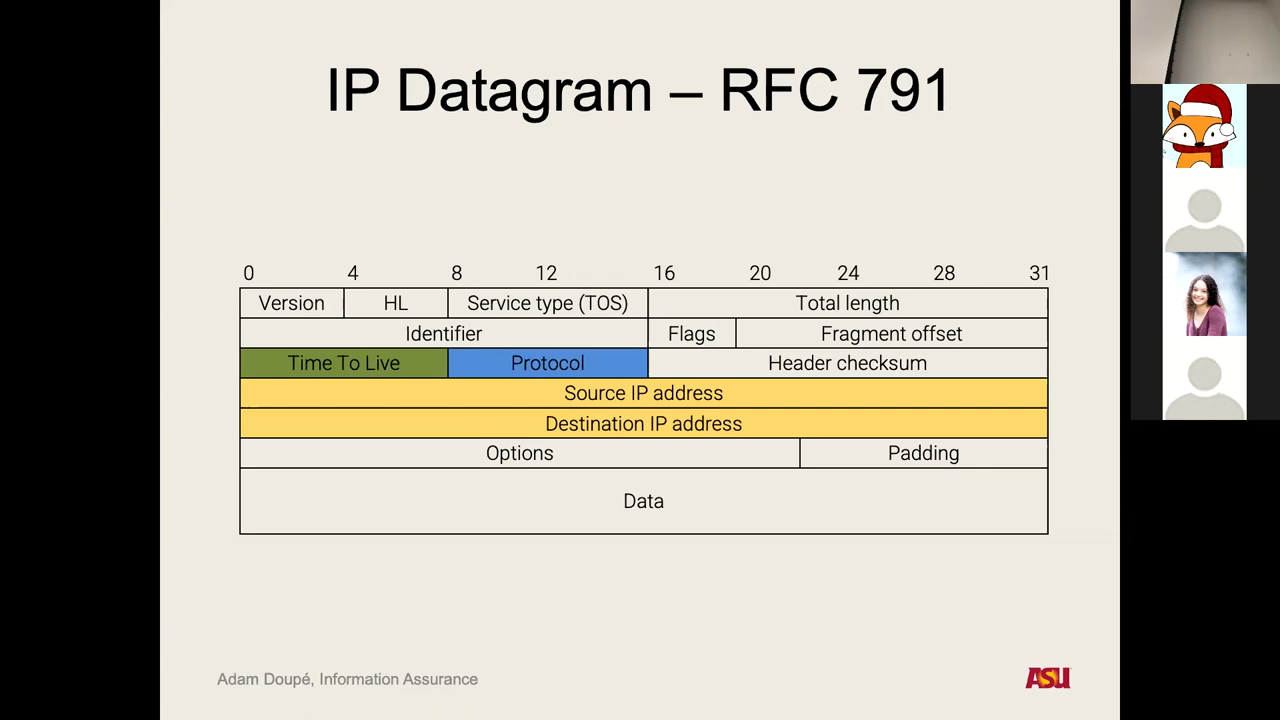 IP Datagram – RFC 791
0 4 8 12 16 20 24 28 31
Version HL Service type (TOS) Total length
Identifier Flags Fragment offset
Time To Live Protocol Header checksum
Source IP address
Destination IP address
Options Padding
Data
Adam Doupé, Information Assurance
ASU